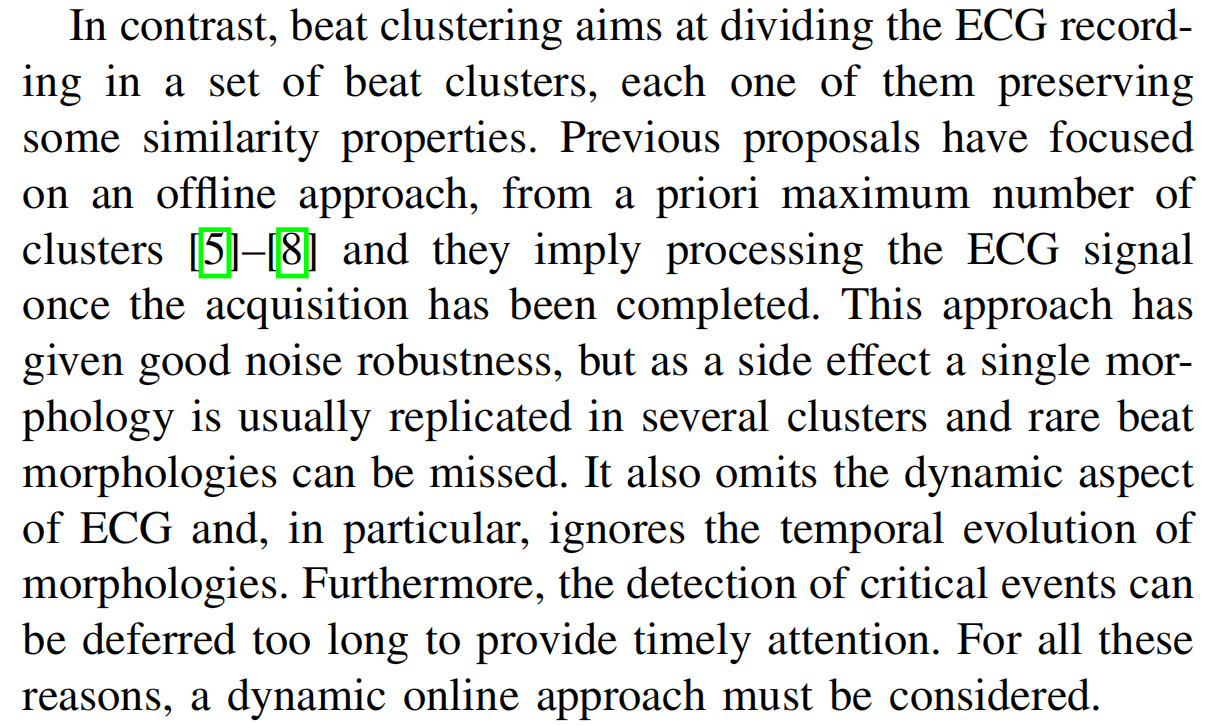 In contrast, beat clustering aims at dividing the ECG record-
ing in a set of beat clusters, each one of them preserving
some similarity properties. Previous proposals have focused
on an offline approach, from a priori maximum number of
clusters [5]–[8] and they imply processing the ECG signal
once the acquisition has been completed. This approach has
given good noise robustness, but as a side effect a single mor-
phology is usually replicated in several clusters and rare beat
morphologies can be missed. It also omits the dynamic aspect
of ECG and, in particular, ignores the temporal evolution of
morphologies. Furthermore, the detection of critical events can
be deferred too long to provide timely attention. For all these
reasons, a dynamic online approach must be considered.